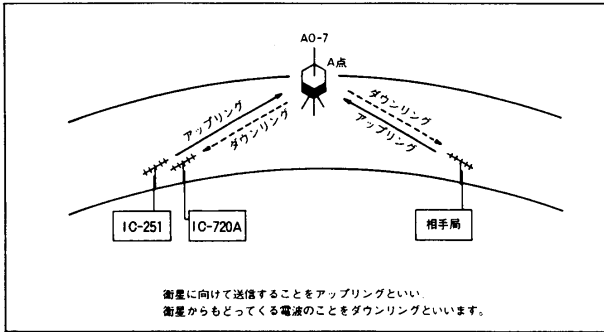 AO-7
A点
アップリング
ダウンリング
ダウンリング
アップリング
IC-251
IC-720A
相手局
衛星に向けて送信することをアップリングといい、
衛星からもどってくる電波のことをダウンリングといいます。